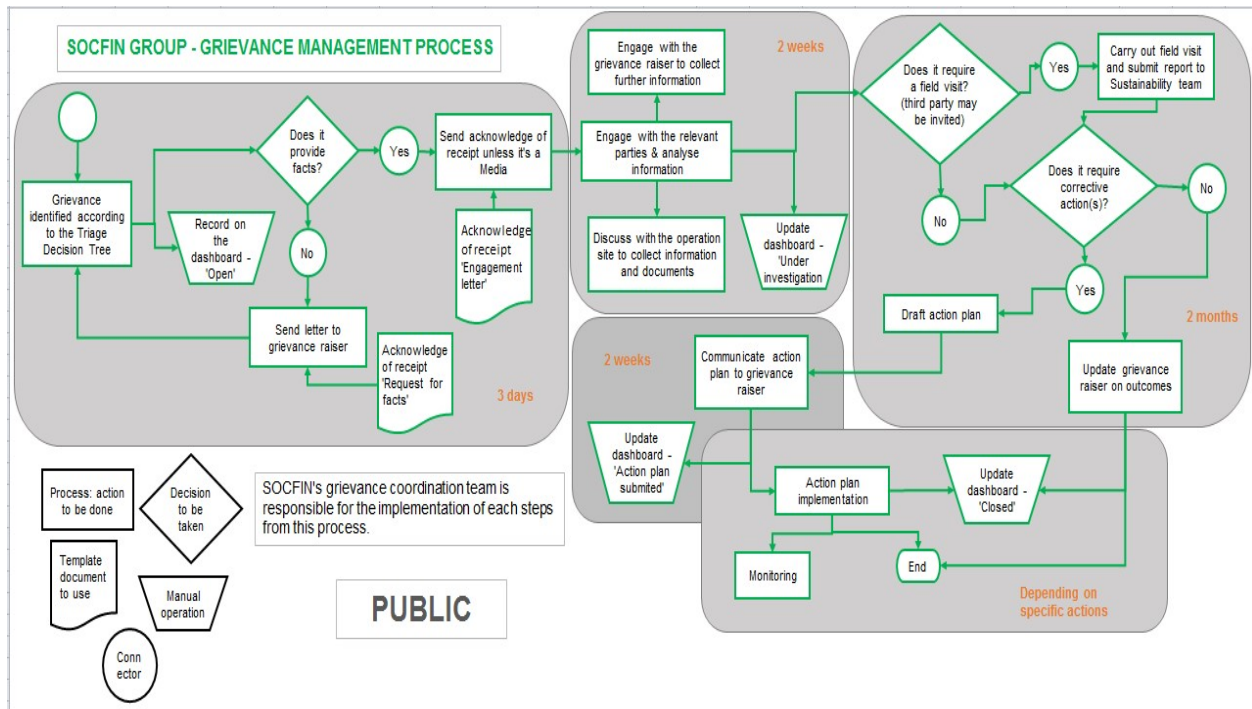 SOCFIN GROUP - GRIEVANCE MANAGEMENT PROCESS
Grievance
identified according
to the Triage
Decision Tree
Record on
the
dashboard -
'Open'
Does it
provide
facts?
Yes
No
Send letter to
grievance raiser
Send acknowledge of
receipt unless it's a
Media
Acknowledge
of receipt
'Engagement
letter'
Acknowledge
of receipt
'Request for
facts'
3 days
Engage with the
grievance raiser to collect
further information
2 weeks
Engage with the relevant
parties & analyse
information
Discuss with the operation
site to collect information
and documents
Update
dashboard -
'Under
investigation
Does it require
a field visit?
(third party may
be invited)
Yes
Carry out field visit
and submit report to
Sustainability team
No
Does it require
corrective
action(s)?
No
Yes
Draft action plan
2 months
Update grievance
raiser on outcomes
2 weeks
Communicate action
plan to grievance
raiser
Update
dashboard -
'Action plan
submited'
Action plan
implementation
Update
dashboard -
'Closed'
Monitoring
End
Depending on
specific actions
Process: action
to be done
Decision
to be
taken
Template
document
to use
Manual
operation
Conn
ector
SOCFIN's grievance coordination team is
responsible for the implementation of each steps
from this process.
PUBLIC